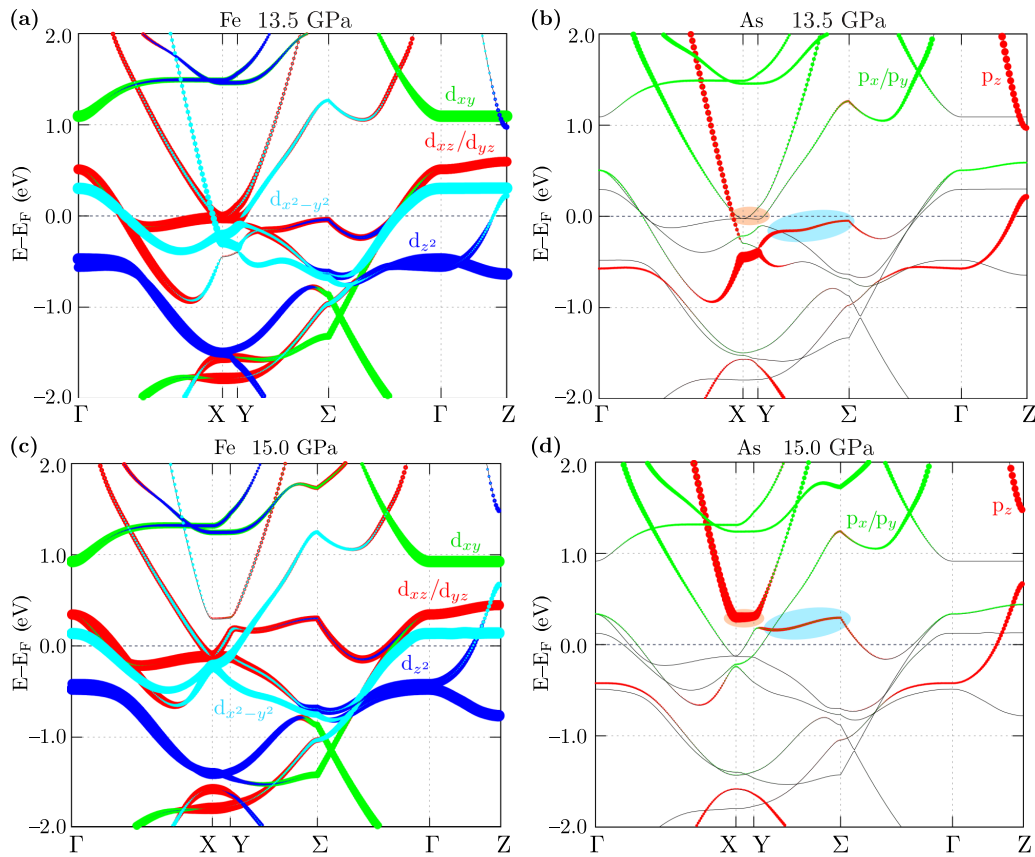 (a) Fe 13.5 GPa
2.0
1.0
0.0
−1.0
−2.0
E−E_F (eV)
d_xy
d_xz/d_yz
d_x²−y²
d_z²
Γ X Y Σ Γ Z
(b) As 13.5 GPa
2.0
1.0
0.0
−1.0
−2.0
E−E_F (eV)
p_x/p_y
p_z
Γ X Y Σ Γ Z
(c) Fe 15.0 GPa
2.0
1.0
0.0
−1.0
−2.0
E−E_F (eV)
d_xy
d_xz/d_yz
d_z²
d_x²−y²
Γ X Y Σ Γ Z
(d) As 15.0 GPa
2.0
1.0
0.0
−1.0
−2.0
E−E_F (eV)
p_x/p_y
p_z
Γ X Y Σ Γ Z